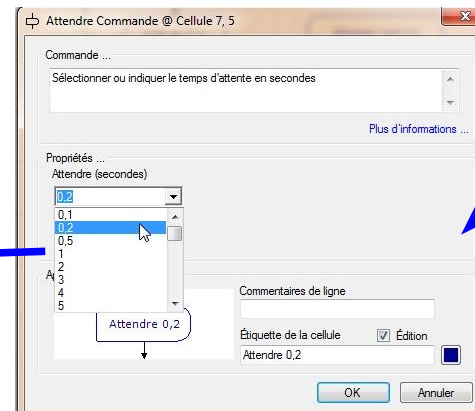 Attendre Commande @ Cellule 7, 5
Commande ...
Sélectionner ou indiquer le temps d'attente en secondes
Plus d'informations ...
Propriétés ...
Attendre (secondes)
0,2
0,1
0,2
0,5
1
2
3
4
5
Commentaires de ligne
Attendre 0,2
Étiquette de la cellule
Édition
Attendre 0,2
OK
Annuler